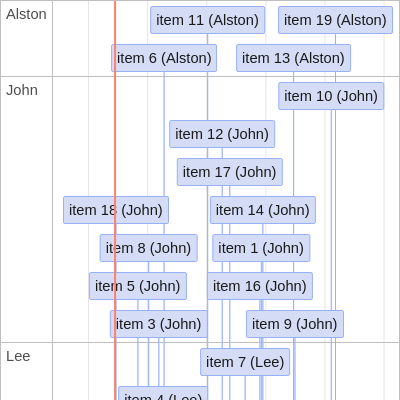 Alston
item 11 (Alston)
item 19 (Alston)
item 6 (Alston)
item 13 (Alston)
John
item 10 (John)
item 12 (John)
item 17 (John)
item 18 (John)
item 14 (John)
item 8 (John)
item 1 (John)
item 5 (John)
item 16 (John)
item 3 (John)
item 9 (John)
Lee
item 7 (Lee)
item 4 (Lee)